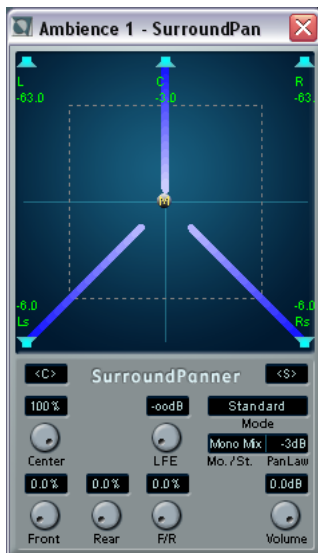 Ambience 1 - SurroundPan
L C R
-63.0 -3.0 -63.
M
-6.0 -6.0
Ls Rs
<C> SurroundPanner <S>
100% -oodB Standard
Mode
Mono Mix -3dB
Center LFE Mo./St. PanLaw
0.0% 0.0% 0.0% 0.0dB
Front Rear F/R Volume